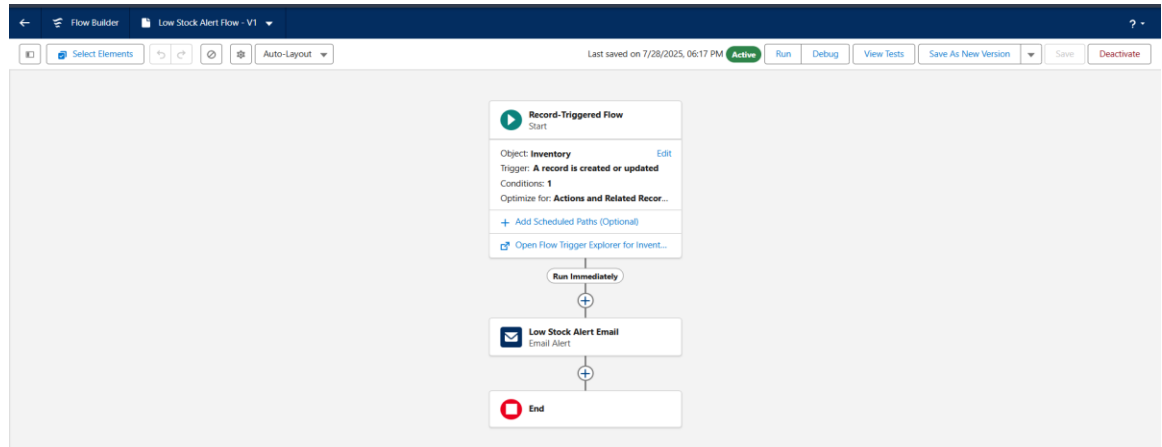 Flow Builder Low Stock Alert Flow - V1 ?
Select Elements Auto-Layout Last saved on 7/28/2025, 06:17 PM Active Run Debug View Tests Save As New Version Save Deactivate
Record-Triggered Flow
Start
Object: Inventory Edit
Trigger: A record is created or updated
Conditions: 1
Optimize for: Actions and Related Recor...
+ Add Scheduled Paths (Optional)
Open Flow Trigger Explorer for Invent...
Run Immediately
Low Stock Alert Email
Email Alert
End